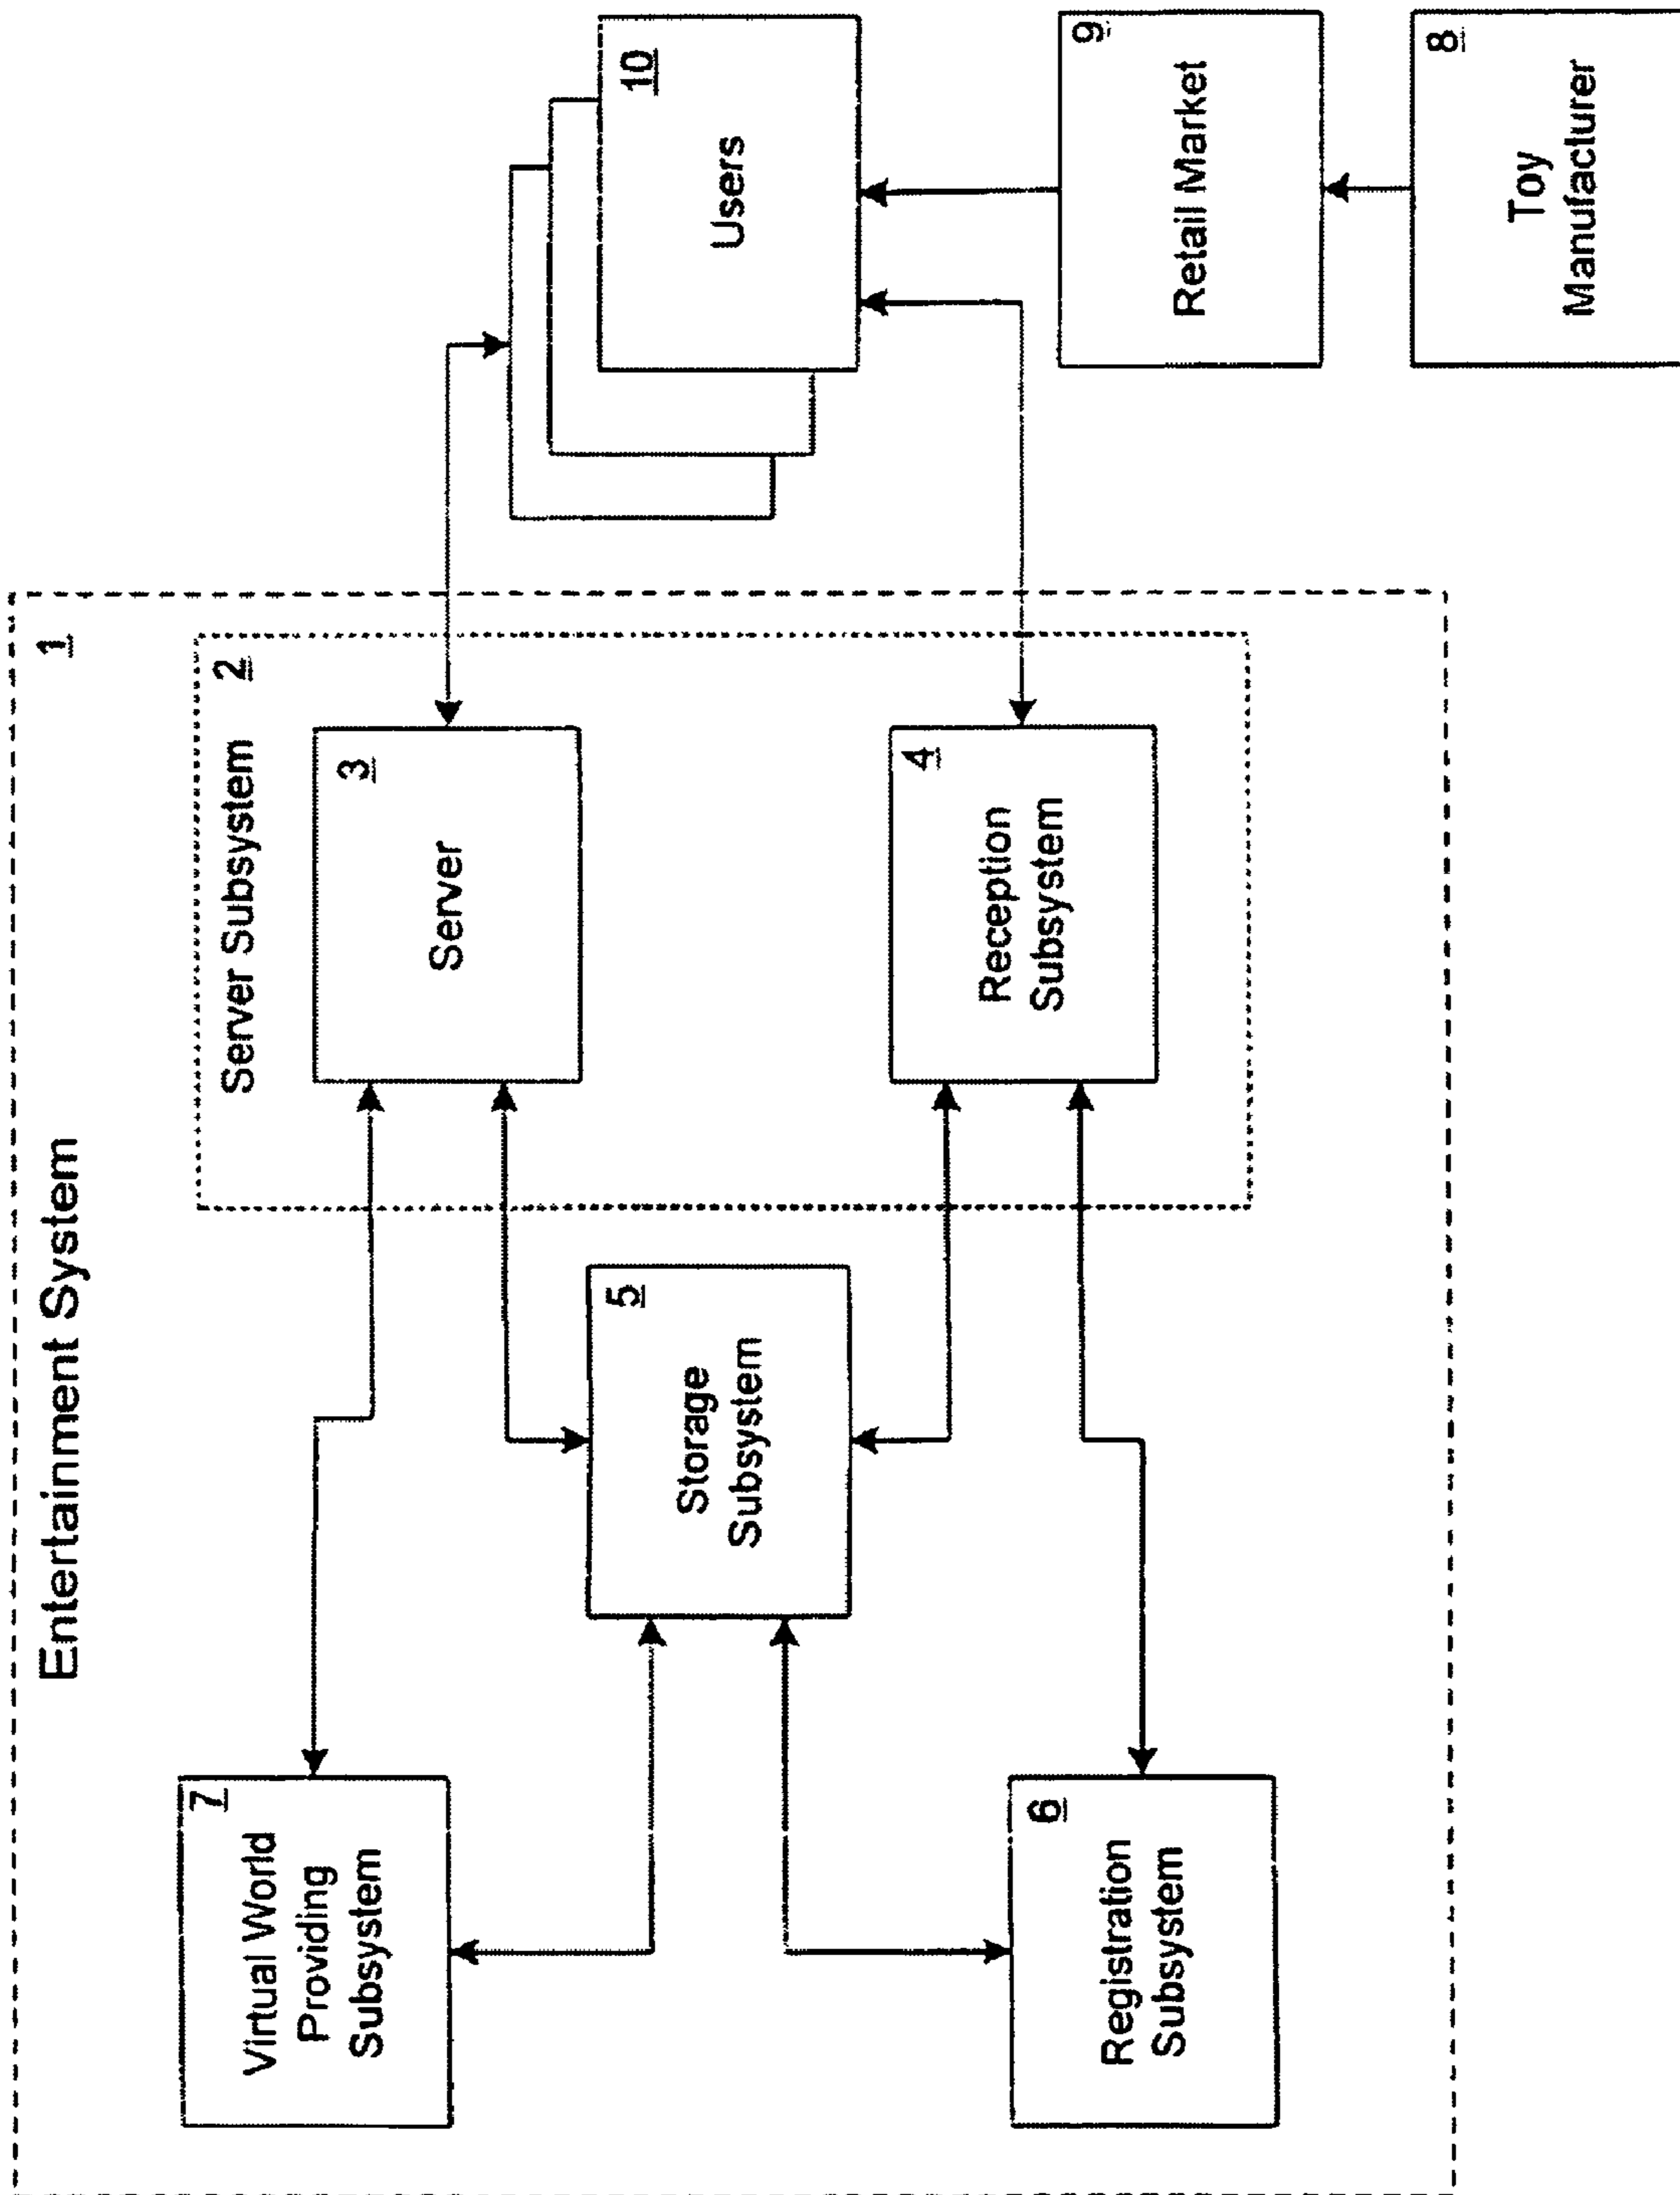 Entertainment System
1
Server Subsystem 2
7
Virtual World
Providing
Subsystem
3
Server
5
Storage
Subsystem
10
Users
6
Registration
Subsystem
4
Reception
Subsystem
9
Retail Market
8
Toy
Manufacturer